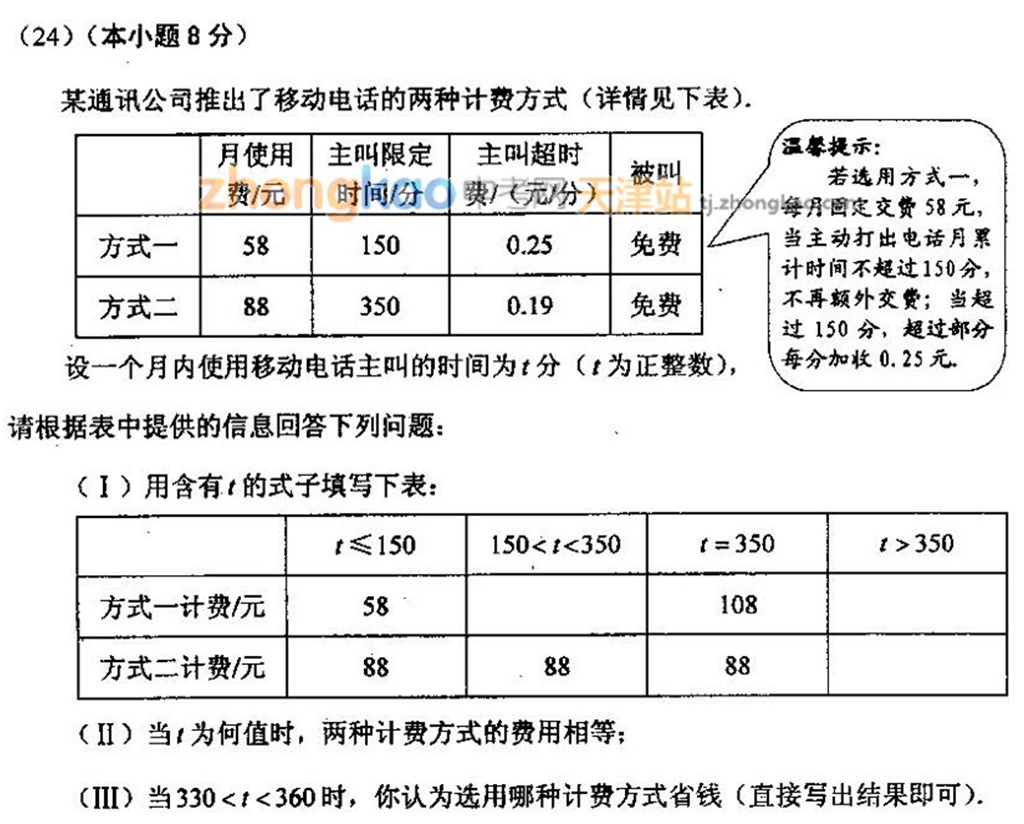 (24)(本小题8分)
某通讯公司推出了移动电话的两种计费方式(详情见下表).
月使用费/元 主叫限定时间/分 主叫超时费/(元/分) 被叫
方式一 58 150 0.25 免费
方式二 88 350 0.19 免费
温馨提示:
若选用方式一,
每月固定交费58元,
当主动打出电话月累
计时间不超过150分,
不再额外交费;当超
过150分,超过部分
每分加收0.25元.
zhongkao 中考网 天津站 tj.zhongkao.com
设一个月内使用移动电话主叫的时间为t分(t为正整数),
请根据表中提供的信息回答下列问题:
(Ⅰ)用含有t的式子填写下表:
t≤150 150<t<350 t=350 t>350
方式一计费/元 58 108
方式二计费/元 88 88 88
(Ⅱ)当t为何值时,两种计费方式的费用相等;
(Ⅲ)当330<t<360时,你认为选用哪种计费方式省钱(直接写出结果即可).